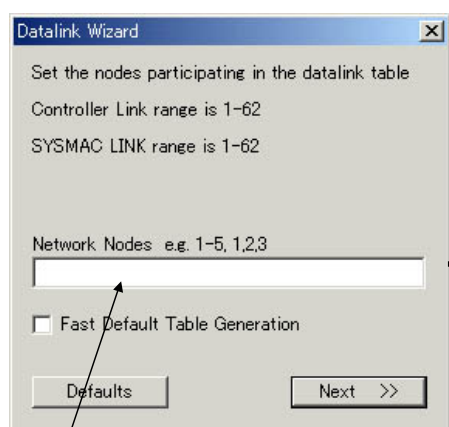 Datalink Wizard
Set the nodes participating in the datalink table
Controller Link range is 1-62
SYSMAC LINK range is 1-62
Network Nodes e.g. 1-5, 1,2,3
Fast Default Table Generation
Defaults
Next >>